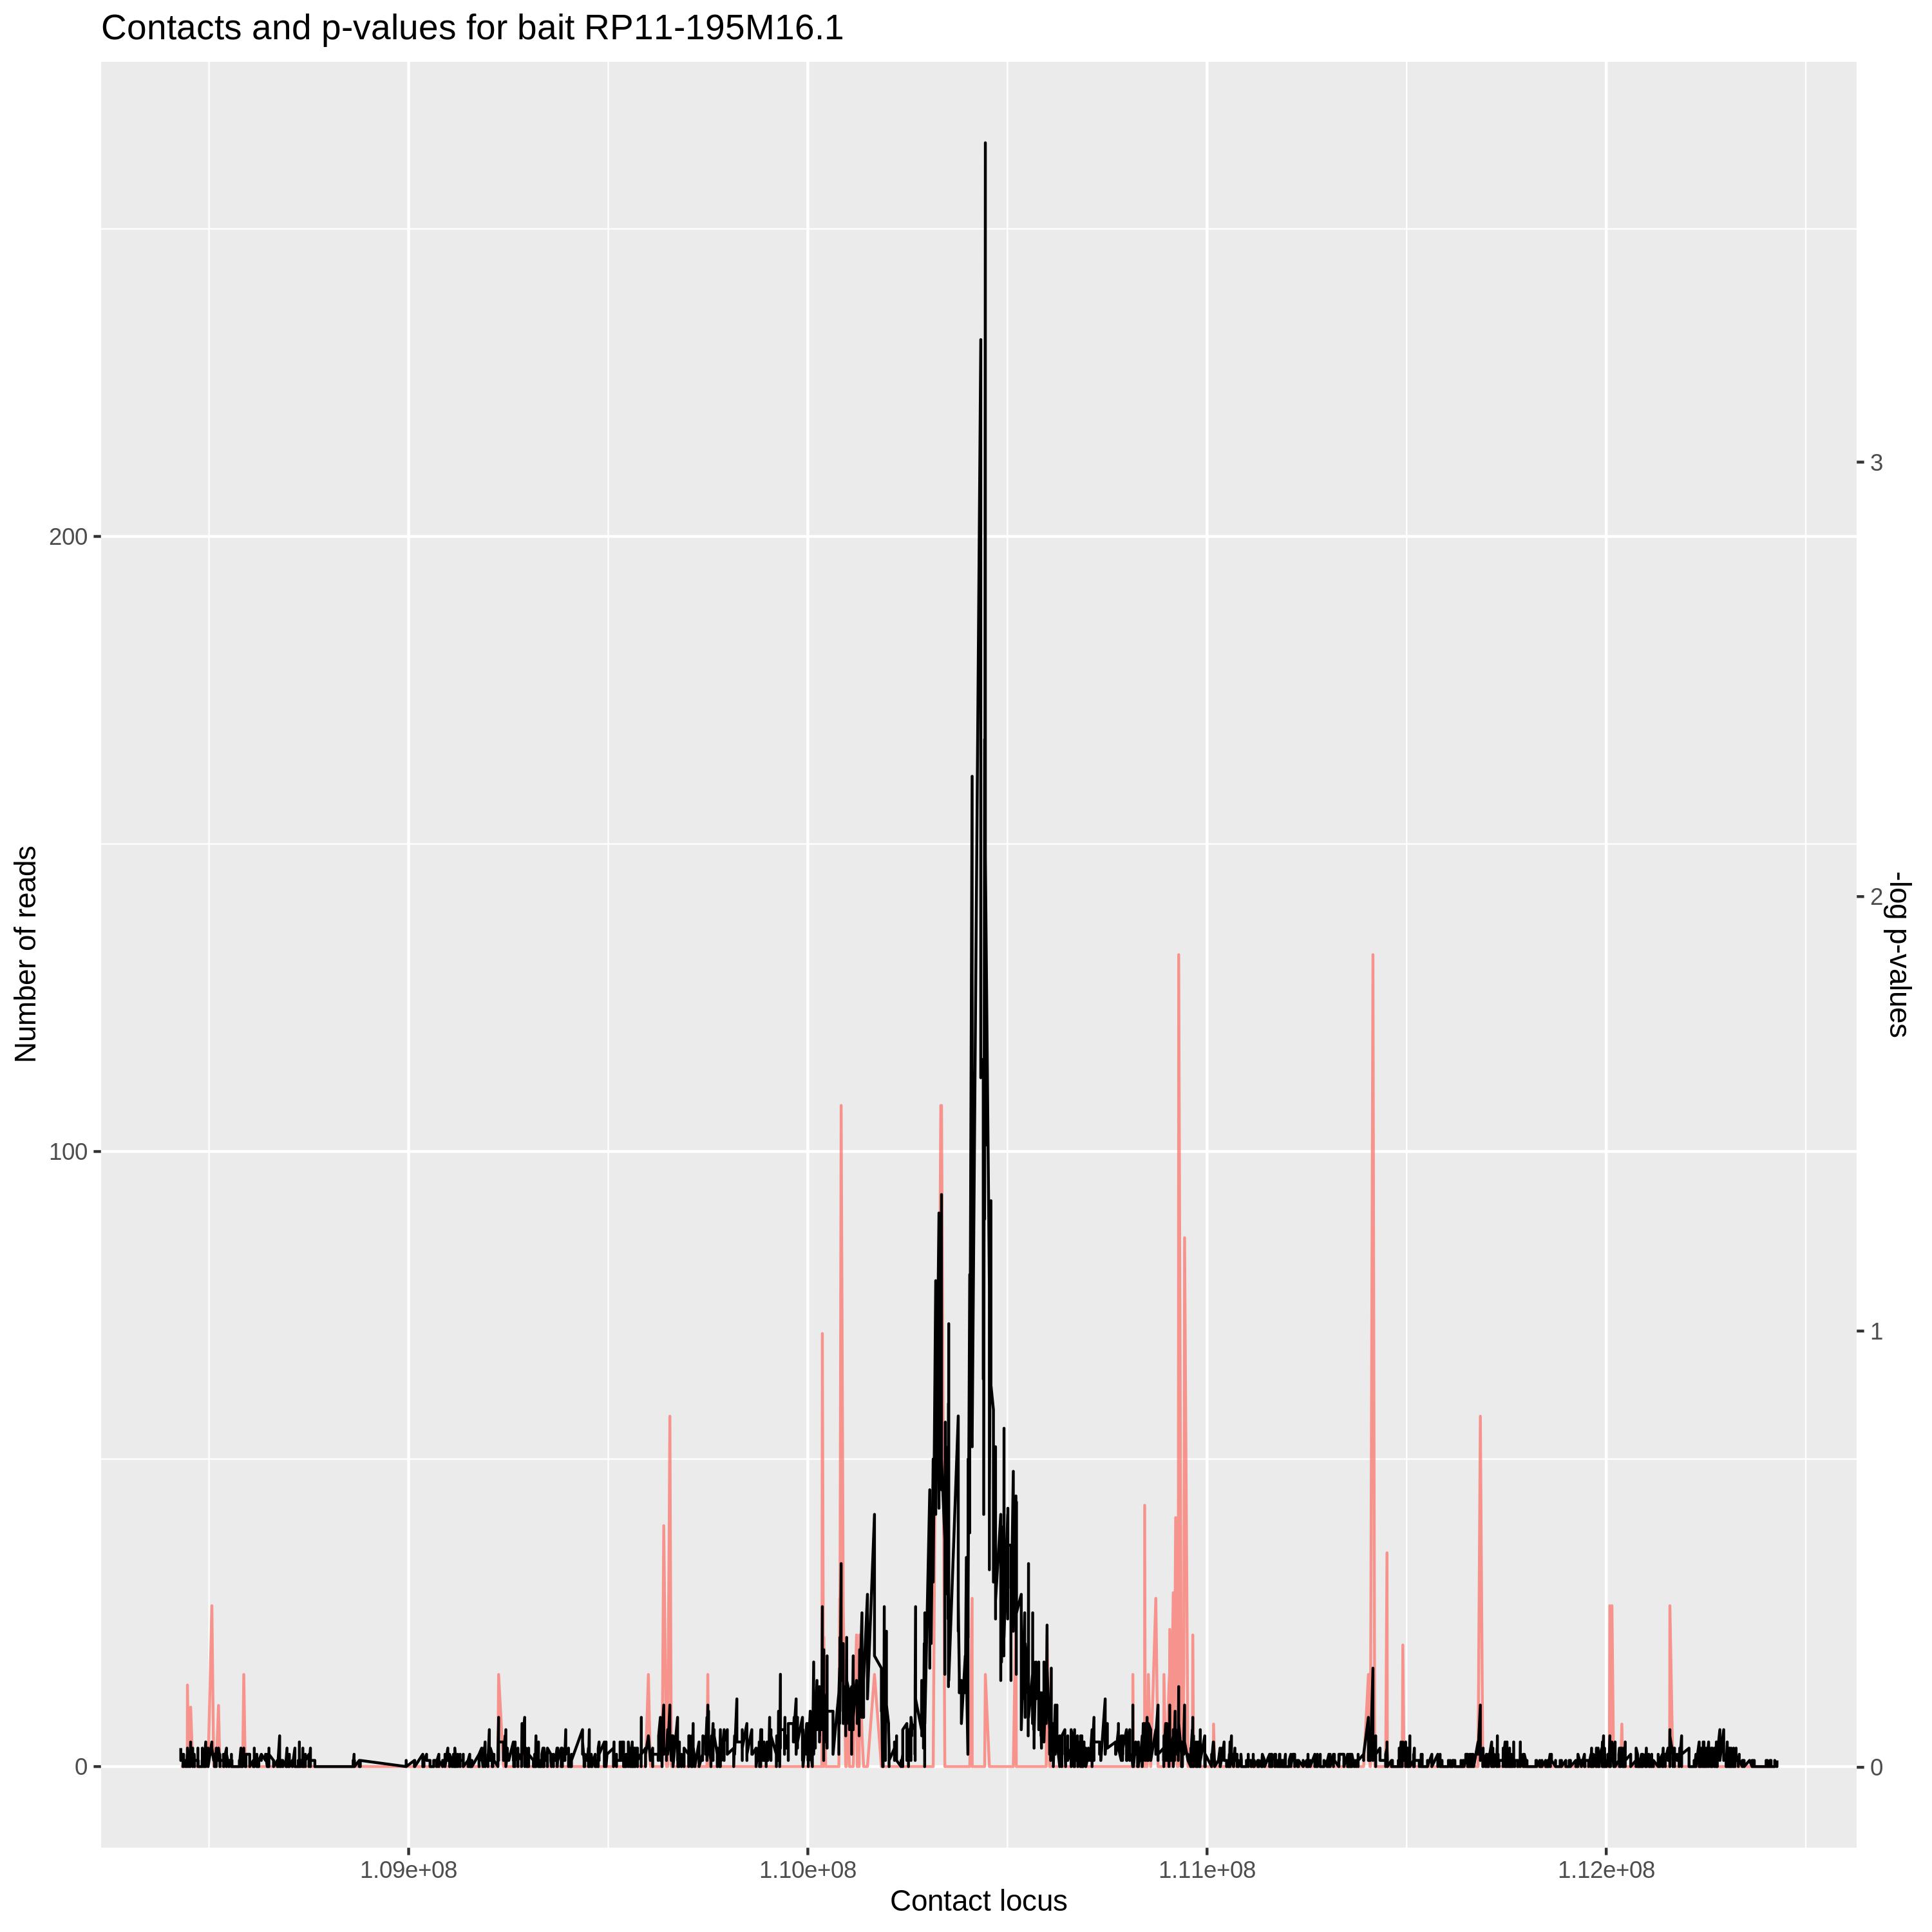 Contacts and p-values for bait RP11-195M16.1
Number of reads
200
100
0
3
2
1
0
-log p-values
1.09e+08
1.10e+08
1.11e+08
1.12e+08
Contact locus